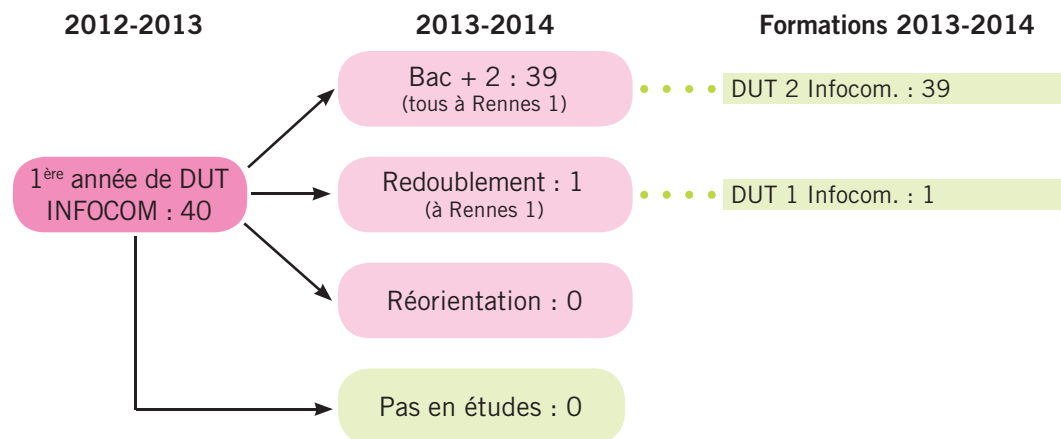 2012-2013
2013-2014
Formations 2013-2014
Bac + 2 : 39
(tous à Rennes 1)
DUT 2 Infocom. : 39
1ère année de DUT
INFOCOM : 40
Redoublement : 1
(à Rennes 1)
DUT 1 Infocom. : 1
Réorientation : 0
Pas en études : 0